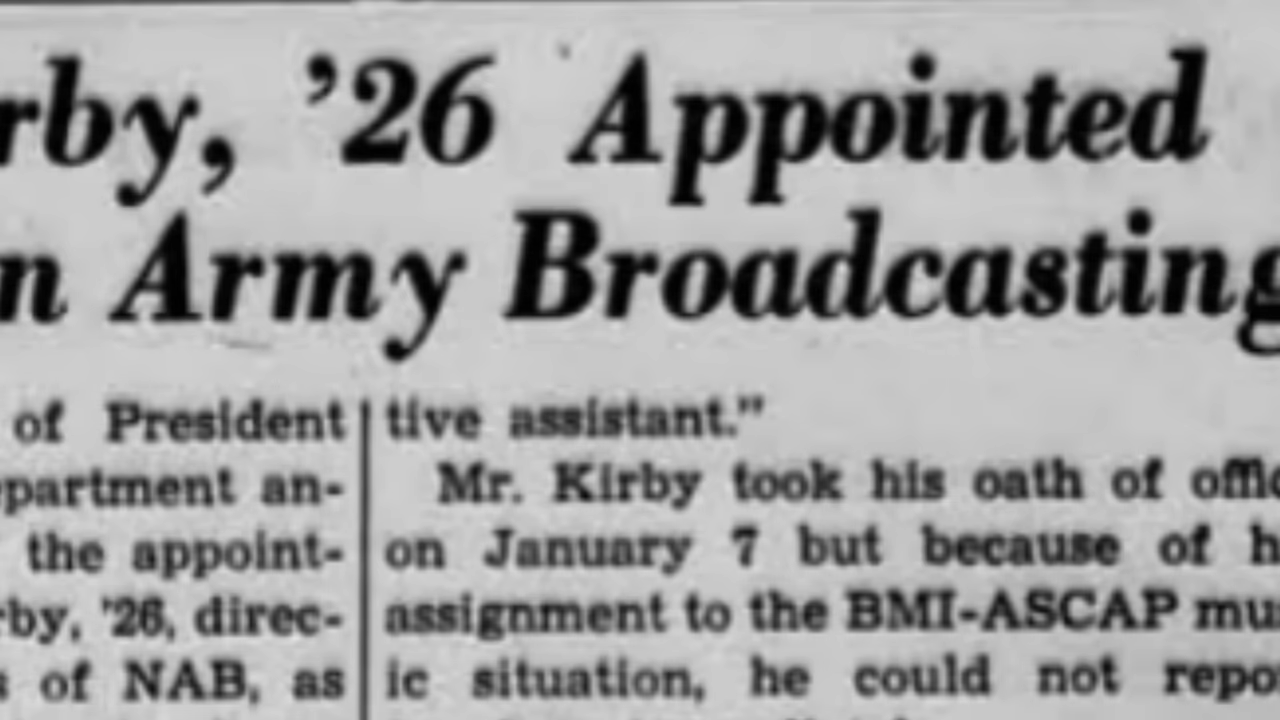 rby, '26 Appointed
n Army Broadcasting
of President
partment an-
the appoint-
rby, '26, direc-
s of NAB, as
tive assistant."
Mr. Kirby took his oath of offic
on January 7 but because of h
assignment to the BMI-ASCAP mu
ic situation, he could not repo